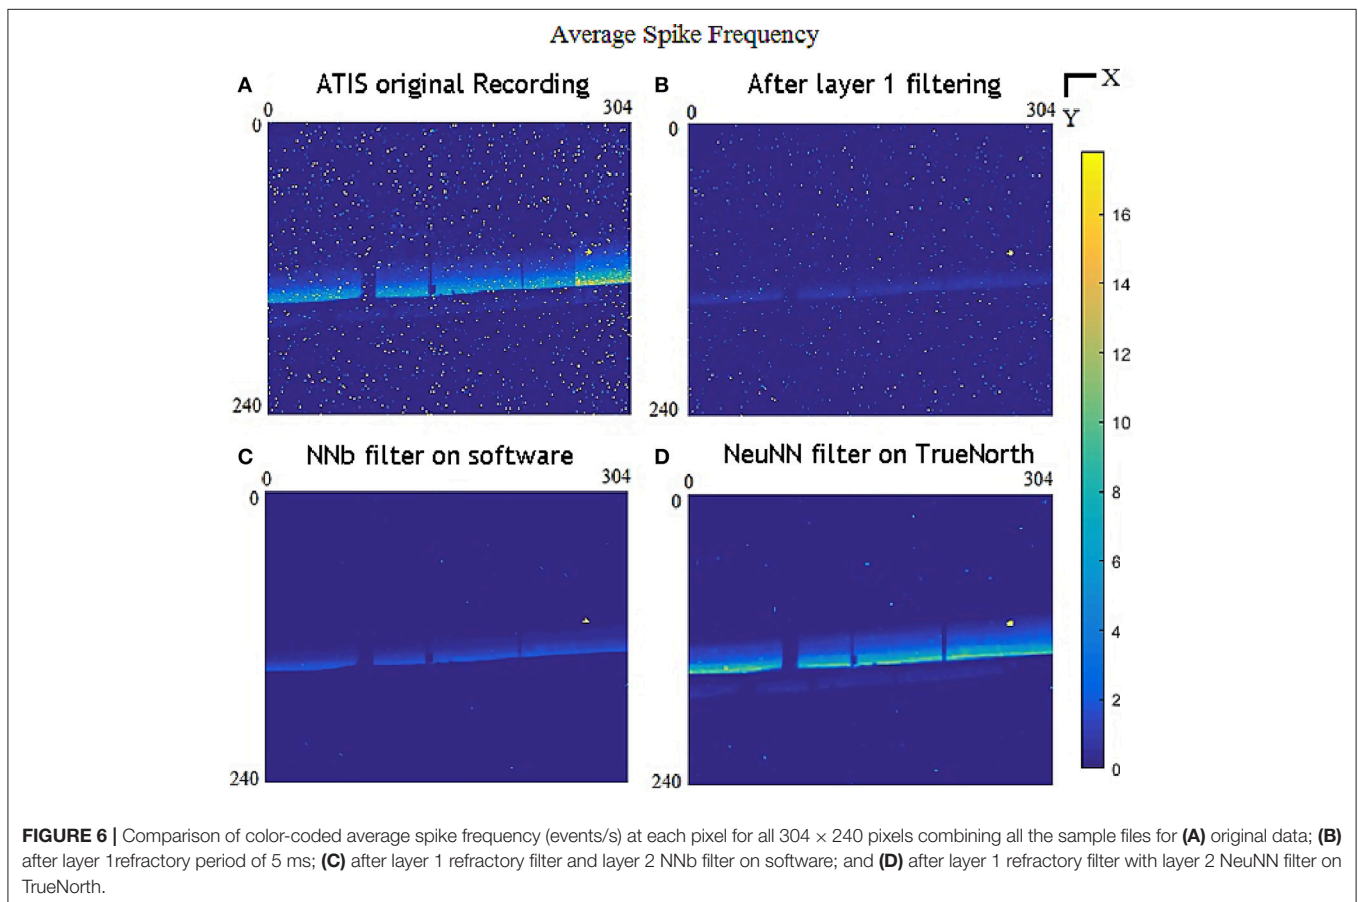 Average Spike Frequency
A
ATIS original Recording
B
After layer 1 filtering
X
Y
0
304
0
240
0
304
0
240
16
14
12
10
8
6
4
2
0
C
NNb filter on software
D
NeuNN filter on TrueNorth
0
304
0
240
0
304
0
240
FIGURE 6 | Comparison of color-coded average spike frequency (events/s) at each pixel for all 304 × 240 pixels combining all the sample files for (A) original data; (B)
after layer 1refractory period of 5 ms; (C) after layer 1 refractory filter and layer 2 NNb filter on software; and (D) after layer 1 refractory filter with layer 2 NeuNN filter on
TrueNorth.